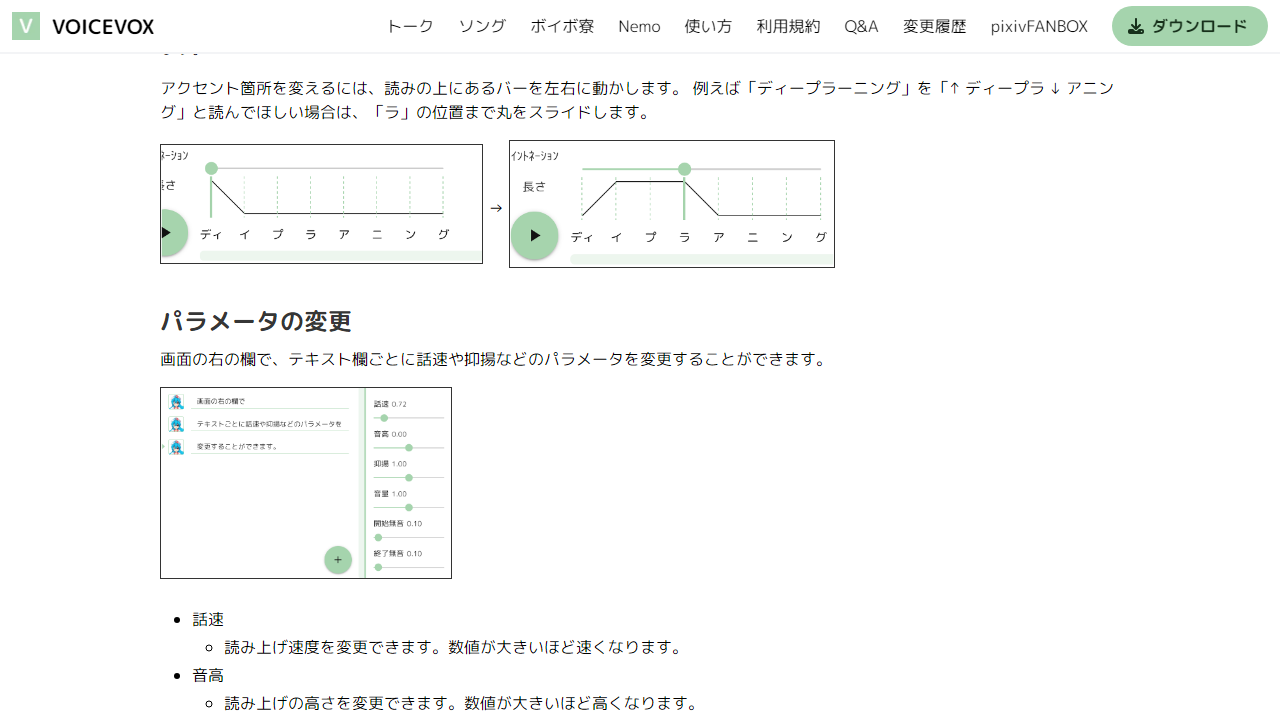 V VOICEVOX トーク ソング ボイボ寮 Nemo 使い方 利用規約 Q&A 変更履歴 pixivFANBOX ダウンロード
アクセント箇所を変えるには、読みの上にあるバーを左右に動かします。 例えば「ディープラーニング」を「↑ ディープラ ↓ アニン
グ」と読んでほしい場合は、「ラ」の位置まで丸をスライドします。
ﾈｰｼｮﾝ
長さ
ディ イ プ ラ ア ニ ン グ
→
ｲﾝﾄﾈｰｼｮﾝ
長さ
ディ イ プ ラ ア ニ ン グ
パラメータの変更
画面の右の欄で、テキスト欄ごとに話速や抑揚などのパラメータを変更することができます。
画面の右の欄で
テキストごとに話速や抑揚などのパラメータを
変更することができます。
話速 0.72
音高 0.00
抑揚 1.00
音量 1.00
開始無音 0.10
終了無音 0.10
+
話速
読み上げ速度を変更できます。数値が大きいほど速くなります。
音高
読み上げの高さを変更できます。数値が大きいほど高くなります。